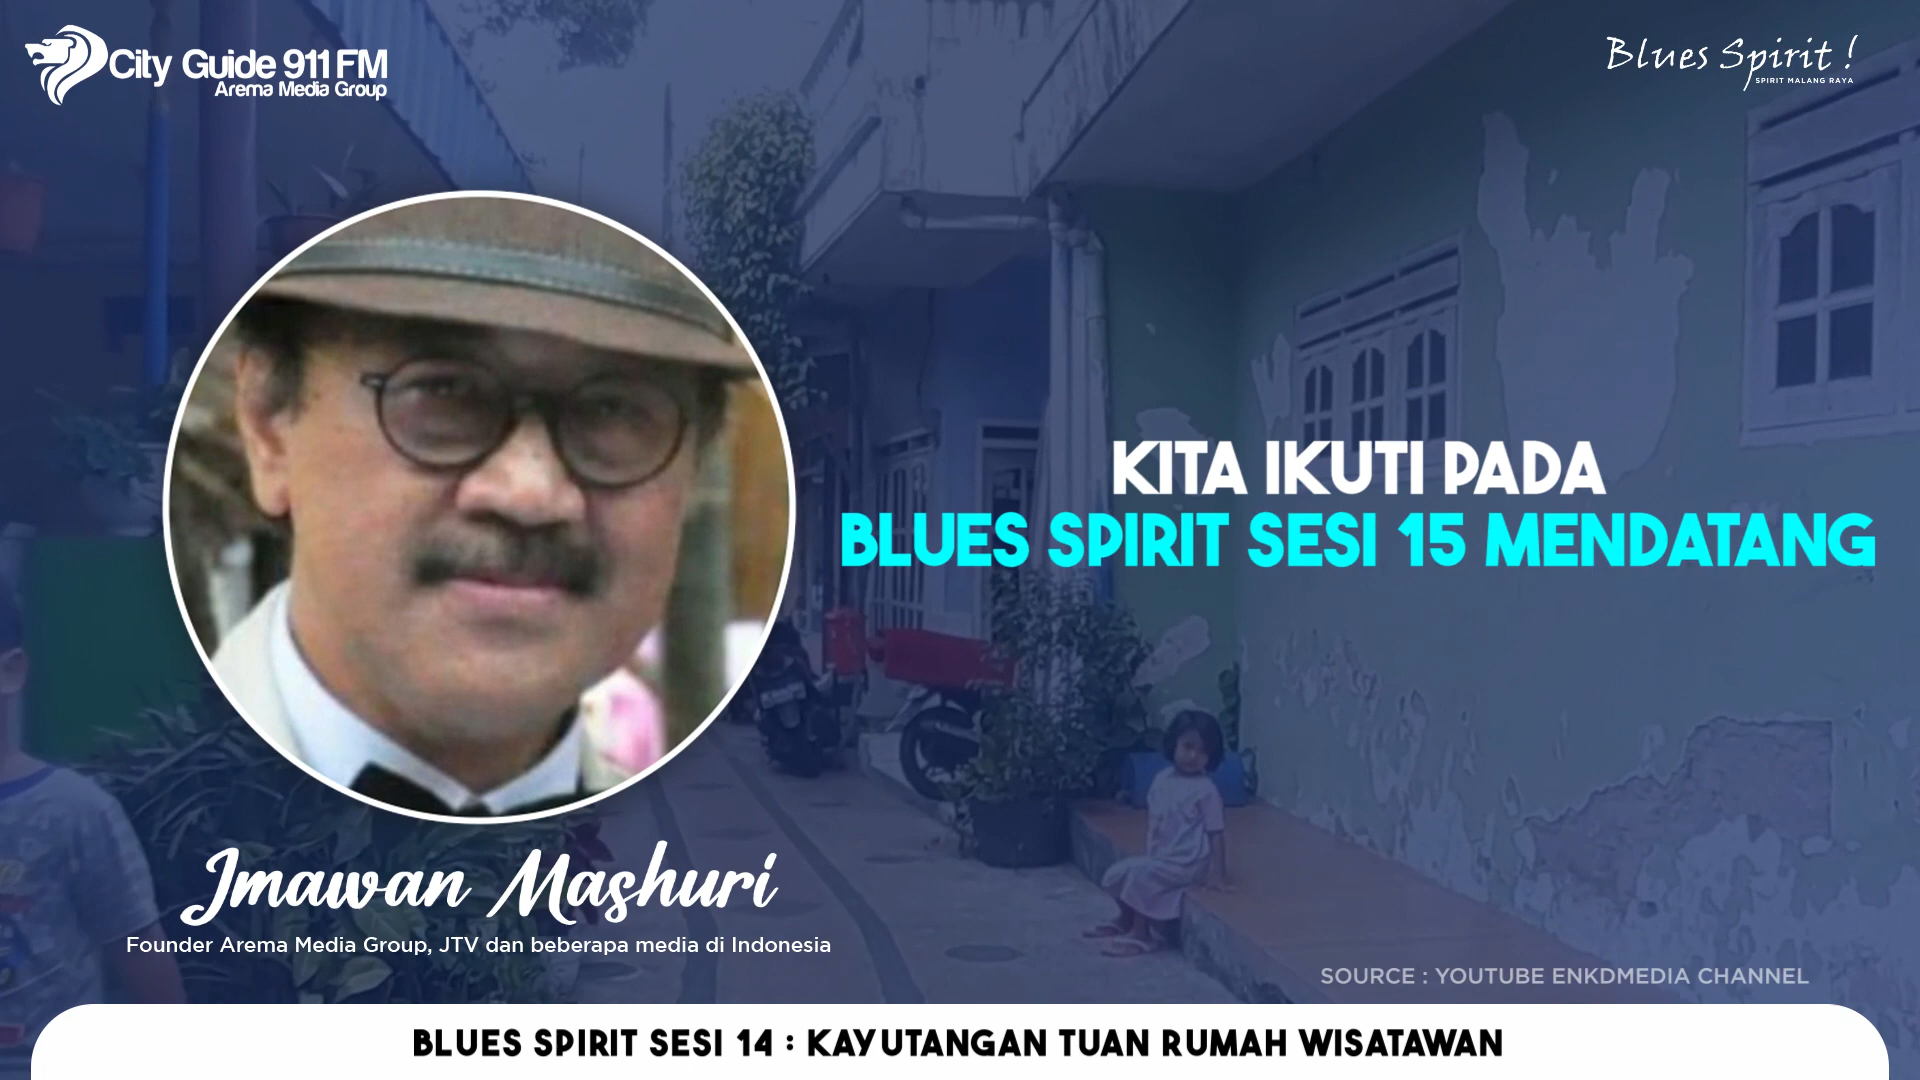 City Guide 911 FM
Arema Media Group
Blues Spirit !
SPIRIT MALANG RAYA
KITA IKUTI PADA
BLUES SPIRIT SESI 15 MENDATANG
Imawan Mashuri
Founder Arema Media Group, JTV dan beberapa media di Indonesia
SOURCE : YOUTUBE ENKDMEDIA CHANNEL
BLUES SPIRIT SESI 14 : KAYUTANGAN TUAN RUMAH WISATAWAN